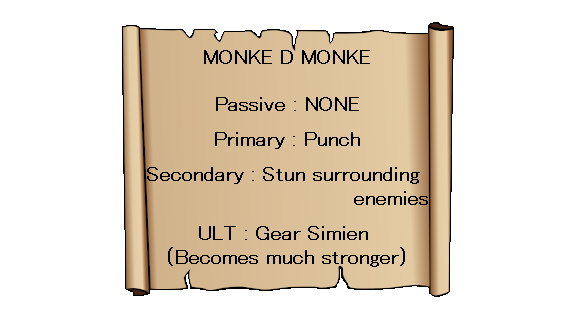 MONKE D MONKE
Passive : NONE
Primary : Punch
Secondary : Stun surrounding
enemies
ULT : Gear Simien
(Becomes much stronger)